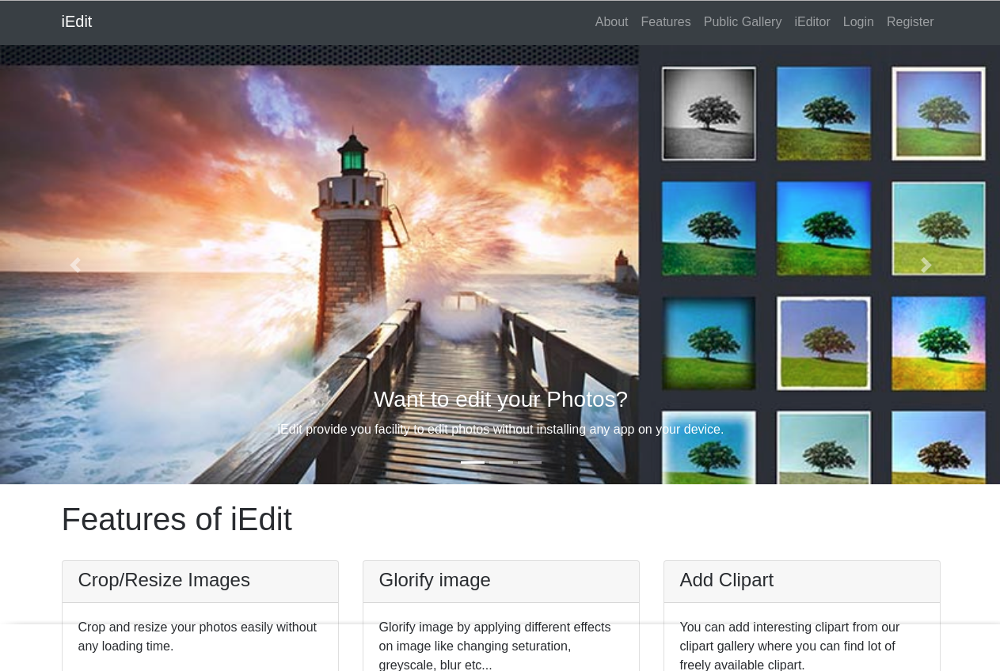 iEdit
About Features Public Gallery iEditor Login Register
Want to edit your Photos?
iEdit provide you facility to edit photos without installing any app on your device.
Features of iEdit
Crop/Resize Images
Crop and resize your photos easily without
any loading time.
Glorify image
Glorify image by applying different effects
on image like changing seturation,
greyscale, blur etc...
Add Clipart
You can add interesting clipart from our
clipart gallery where you can find lot of
freely available clipart.